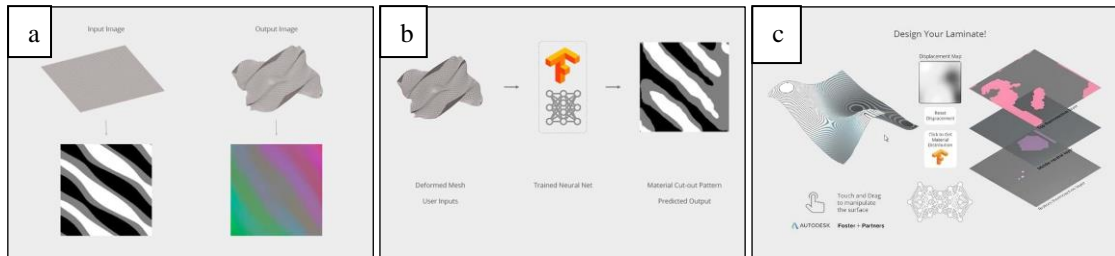 a
Input Image
Output Image
b
Deformed Mesh
User Inputs
Trained Neural Net
Material Cut-out Pattern
Predicted Output
c
Design Your Laminate!
Displacement Map
Reset
Displacement
Click to Get
Material
Distribution
Touch and Drag
to manipulate
the surface
AUTODESK
Foster + Partners